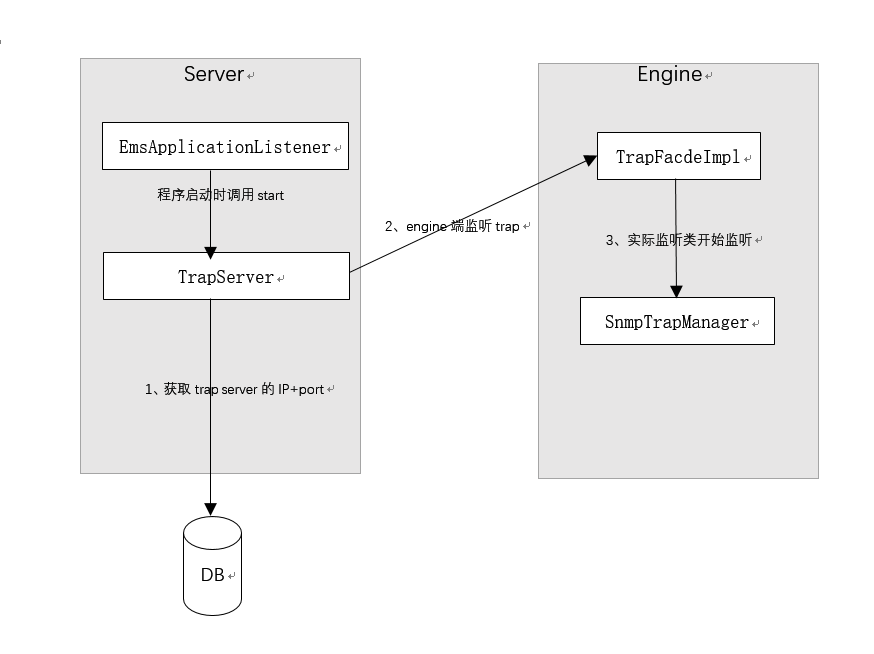 Server
EmsApplicationListener
程序启动时调用 start
TrapServer
1、获取 trap server 的 IP+port
DB
2、engine 端监听 trap
Engine
TrapFacdeImpl
3、实际监听类开始监听
SnmpTrapManager